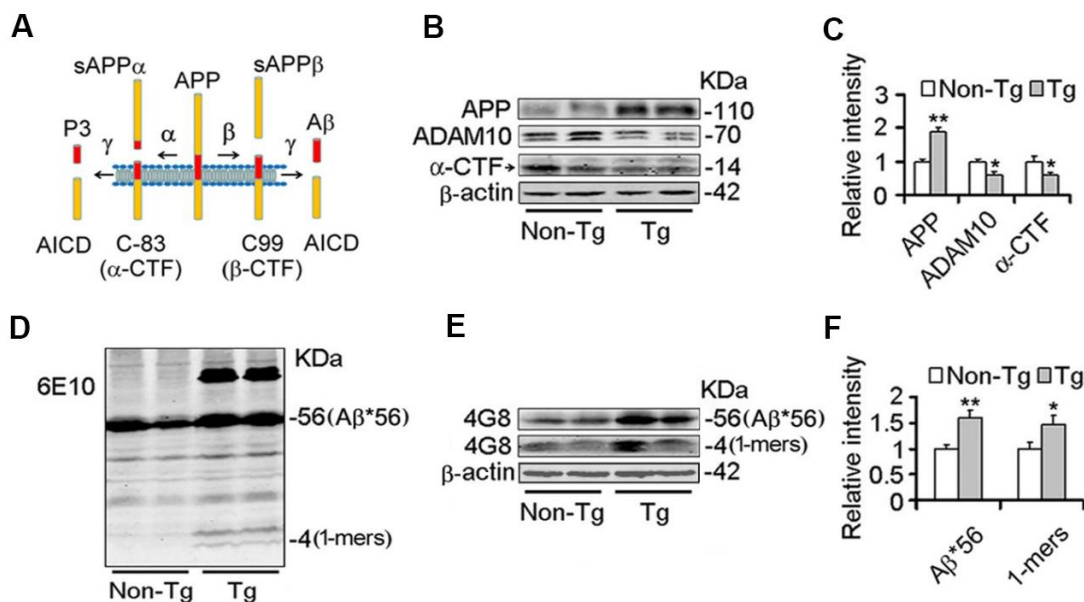 A
sAPPα APP sAPPβ
P3 γ α β γ Aβ
AICD C-83 C99 AICD
(α-CTF) (β-CTF)
B
KDa
APP -110
ADAM10 -70
α-CTF -14
β-actin -42
Non-Tg Tg
C
Non-Tg Tg
Relative intensity
3
2
1
0
**
*
*
APP
ADAM10
α-CTF
D
KDa
6E10
-56(Aβ*56)
-4(1-mers)
Non-Tg Tg
E
KDa
4G8 -56(Aβ*56)
4G8 -4(1-mers)
β-actin -42
Non-Tg Tg
F
Non-Tg Tg
Relative intensity
2
1.5
1
0.5
0
**
*
Aβ*56
1-mers